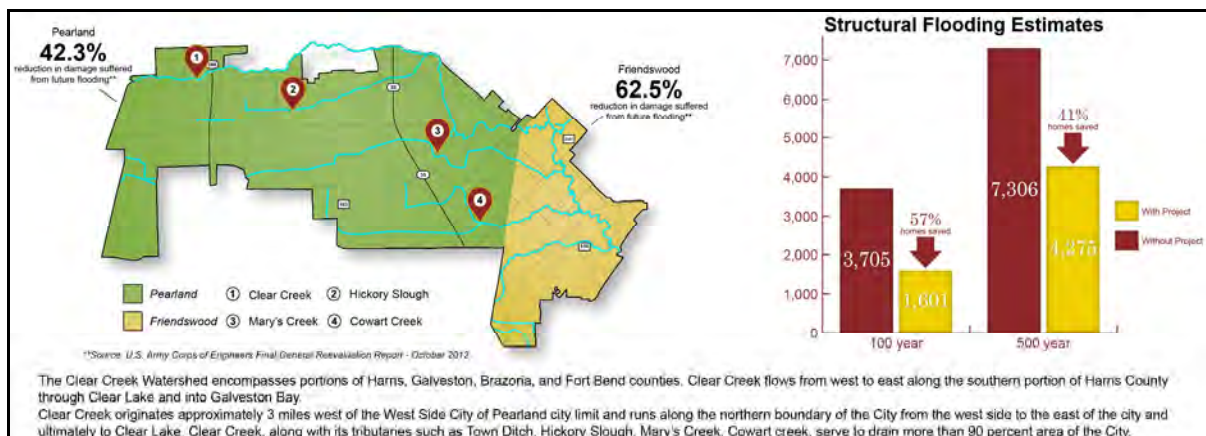 Pearland
42.3%
reduction in damage suffered
from future flooding**
Friendswood
62.5%
reduction in damage suffered
from future flooding**
1
2
3
4
Pearland
1 Clear Creek
2 Hickory Slough
Friendswood
3 Mary's Creek
4 Cowart Creek
**Source: U.S. Army Corps of Engineers Final General Reevaluation Report - October 2012
Structural Flooding Estimates
7,000
6,000
5,000
4,000
3,000
2,000
1,000
0
3,705
57%
homes saved
1,601
7,306
41%
homes saved
4,275
100 year
500 year
With Project
Without Project
The Clear Creek Watershed encompasses portions of Harris, Galveston, Brazoria, and Fort Bend counties. Clear Creek flows from west to east along the southern portion of Harris County
through Clear Lake and into Galveston Bay.
Clear Creek originates approximately 3 miles west of the West Side City of Pearland city limit and runs along the northern boundary of the City from the west side to the east of the city and
ultimately to Clear Lake. Clear Creek, along with its tributaries such as Town Ditch, Hickory Slough, Mary's Creek, Cowart creek, serve to drain more than 90 percent area of the City.